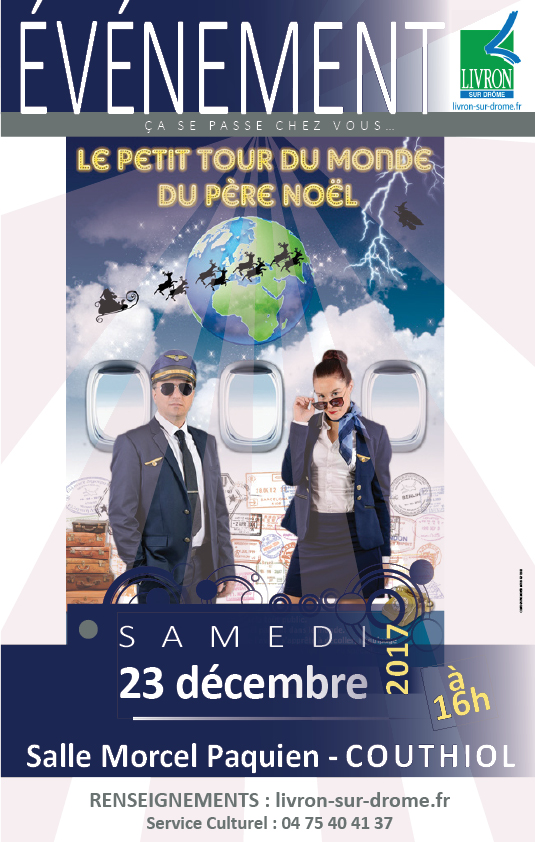 ÉVÉNEMENT
LIVRON
SUR DRÔME
livron-sur-drome.fr
ÇA SE PASSE CHEZ VOUS...
LE PETIT TOUR DU MONDE
DU PÈRE NOËL
BERLIN
SAMEDI
23 décembre
2017
à
16h
Salle Morcel Paquien - COUTHIOL
RENSEIGNEMENTS : livron-sur-drome.fr
Service Culturel : 04 75 40 41 37